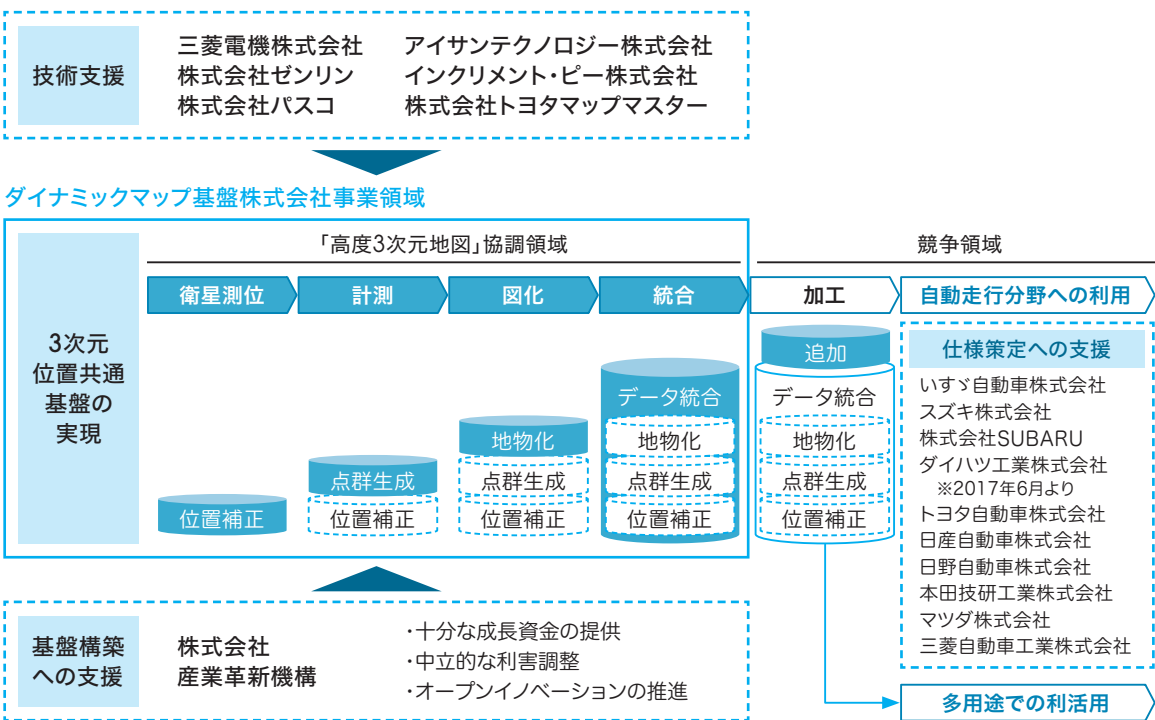 技術支援
三菱電機株式会社
株式会社ゼンリン
株式会社パスコ
アイサンテクノロジー株式会社
インクリメント・ピー株式会社
株式会社トヨタマップマスター
ダイナミックマップ基盤株式会社事業領域
3次元
位置共通
基盤の
実現
「高度3次元地図」協調領域
競争領域
衛星測位
計測
図化
統合
加工
自動走行分野への利用
位置補正
点群生成
位置補正
地物化
点群生成
位置補正
データ統合
地物化
点群生成
位置補正
追加
データ統合
地物化
点群生成
位置補正
仕様策定への支援
いすゞ自動車株式会社
スズキ株式会社
株式会社SUBARU
ダイハツ工業株式会社
※2017年6月より
トヨタ自動車株式会社
日産自動車株式会社
日野自動車株式会社
本田技研工業株式会社
マツダ株式会社
三菱自動車工業株式会社
多用途での利活用
基盤構築
への支援
株式会社
産業革新機構
・十分な成長資金の提供
・中立的な利害調整
・オープンイノベーションの推進